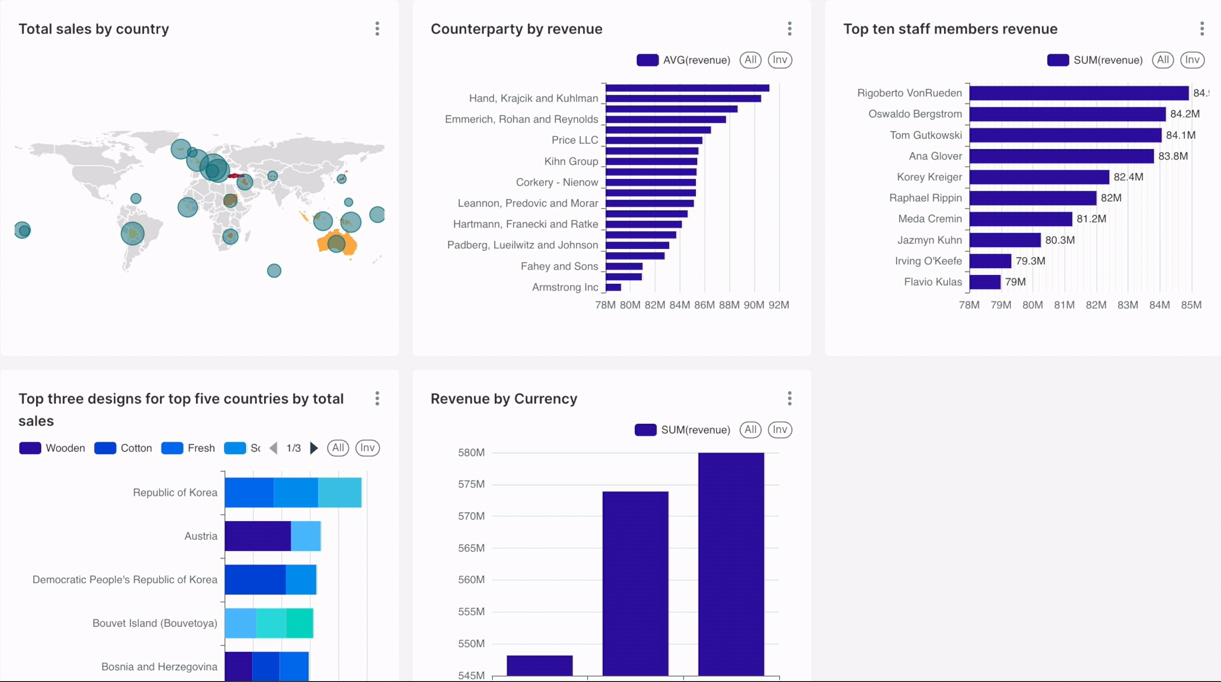 Total sales by country
Counterparty by revenue
AVG(revenue) All Inv
Hand, Krajcik and Kuhlman
Emmerich, Rohan and Reynolds
Price LLC
Kihn Group
Corkery - Nienow
Leannon, Predovic and Morar
Hartmann, Franecki and Ratke
Padberg, Lueilwitz and Johnson
Fahey and Sons
Armstrong Inc
78M 80M 82M 84M 86M 88M 90M 92M
Top ten staff members revenue
SUM(revenue) All Inv
Rigoberto VonRueden 84.
Oswaldo Bergstrom 84.2M
Tom Gutkowski 84.1M
Ana Glover 83.8M
Korey Kreiger 82.4M
Raphael Rippin 82M
Meda Cremin 81.2M
Jazmyn Kuhn 80.3M
Irving O'Keefe 79.3M
Flavio Kulas 79M
78M 79M 80M 81M 82M 83M 84M 85M
Top three designs for top five countries by total
sales
Wooden Cotton Fresh 1/3 All Inv
Republic of Korea
Austria
Democratic People's Republic of Korea
Bouvet Island (Bouvetoya)
Bosnia and Herzegovina
Revenue by Currency
SUM(revenue) All Inv
580M
575M
570M
565M
560M
555M
550M
545M